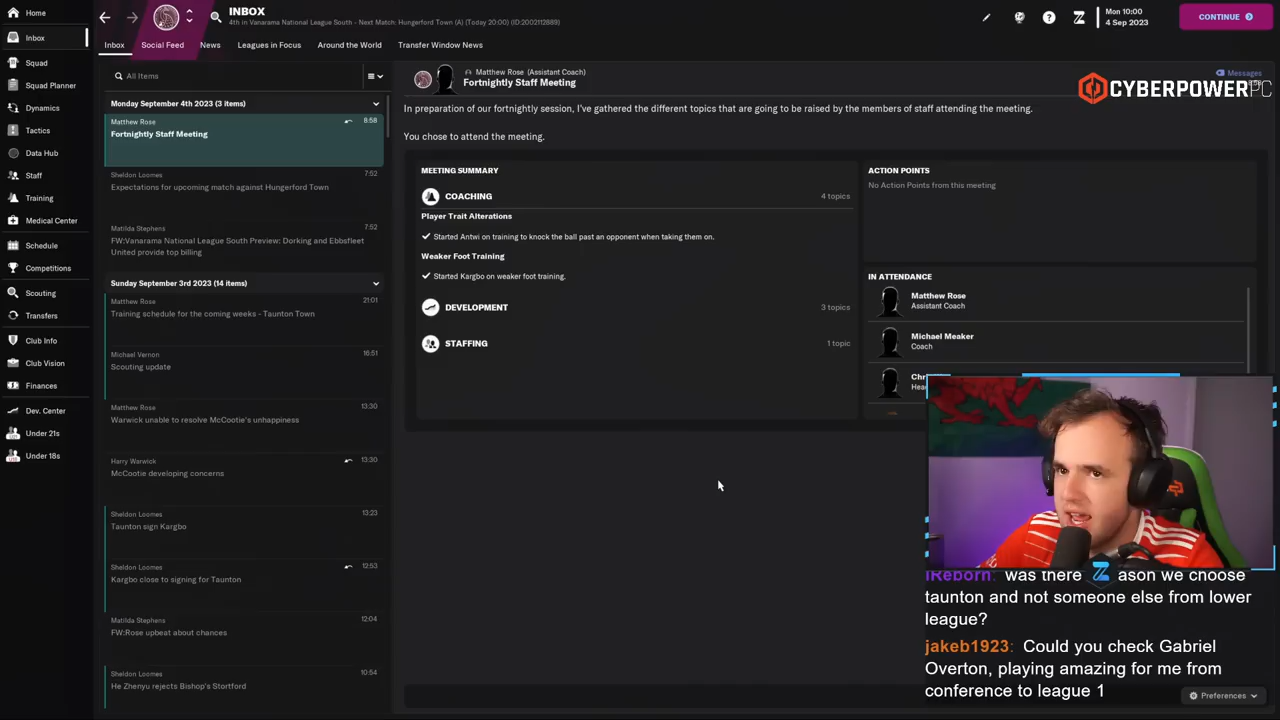 Home
Inbox
Squad
Squad Planner
Dynamics
Tactics
Data Hub
Staff
Training
Medical Center
Schedule
Competitions
Scouting
Transfers
Club Info
Club Vision
Finances
Dev. Center
Under 21s
Under 18s
INBOX
4th in Vanarama National League South - Next Match: Hungerford Town (A) (Today 20:00) (ID:2002112889)
Mon 10:00
4 Sep 2023
CONTINUE
Inbox
Social Feed
News
Leagues in Focus
Around the World
Transfer Window News
All Items
Monday September 4th 2023 (3 items)
Matthew Rose 8:58
Fortnightly Staff Meeting
Sheldon Loomes 7:52
Expectations for upcoming match against Hungerford Town
Matilda Stephens 7:52
FW:Vanarama National League South Preview: Dorking and Ebbsfleet
United provide top billing
Sunday September 3rd 2023 (14 items)
Matthew Rose 21:01
Training schedule for the coming weeks - Taunton Town
Michael Vernon 16:51
Scouting update
Matthew Rose 13:30
Warwick unable to resolve McCootie's unhappiness
Harry Warwick 13:30
McCootie developing concerns
Sheldon Loomes 13:23
Taunton sign Kargbo
Sheldon Loomes 12:53
Kargbo close to signing for Taunton
Matilda Stephens 12:04
FW:Rose upbeat about chances
Sheldon Loomes 10:54
He Zhenyu rejects Bishop's Stortford
Matthew Rose (Assistant Coach)
Fortnightly Staff Meeting
Messages
CYBERPOWERPC
In preparation of our fortnightly session, I've gathered the different topics that are going to be raised by the members of staff attending the meeting.
You chose to attend the meeting.
MEETING SUMMARY
COACHING 4 topics
Player Trait Alterations
Started Antwi on training to knock the ball past an opponent when taking them on.
Weaker Foot Training
Started Kargbo on weaker foot training.
DEVELOPMENT 3 topics
STAFFING 1 topic
ACTION POINTS
No Action Points from this meeting
IN ATTENDANCE
Matthew Rose
Assistant Coach
Michael Meaker
Coach
iReborn: was there ason we choose
taunton and not someone else from lower
league?
jakeb1923: Could you check Gabriel
Overton, playing amazing for me from
conference to league 1
Preferences